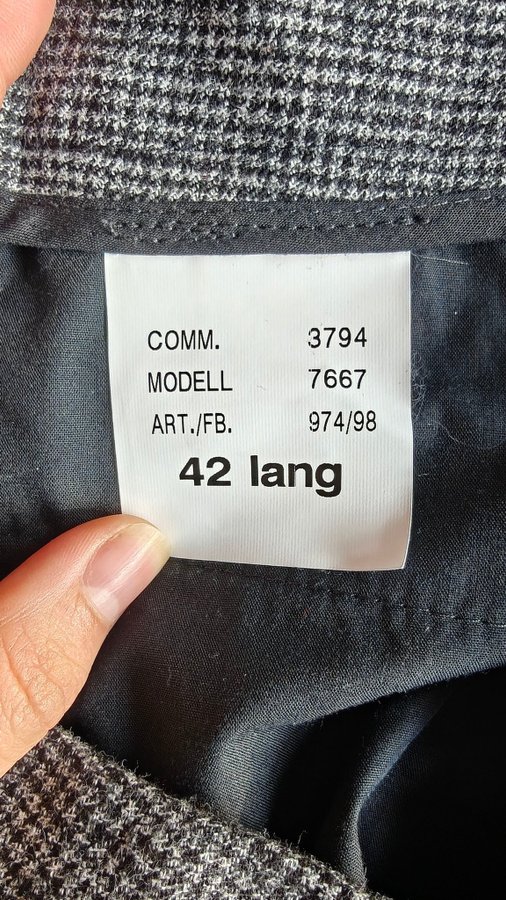 COMM. 3794
MODELL 7667
ART./FB. 974/98
42 lang